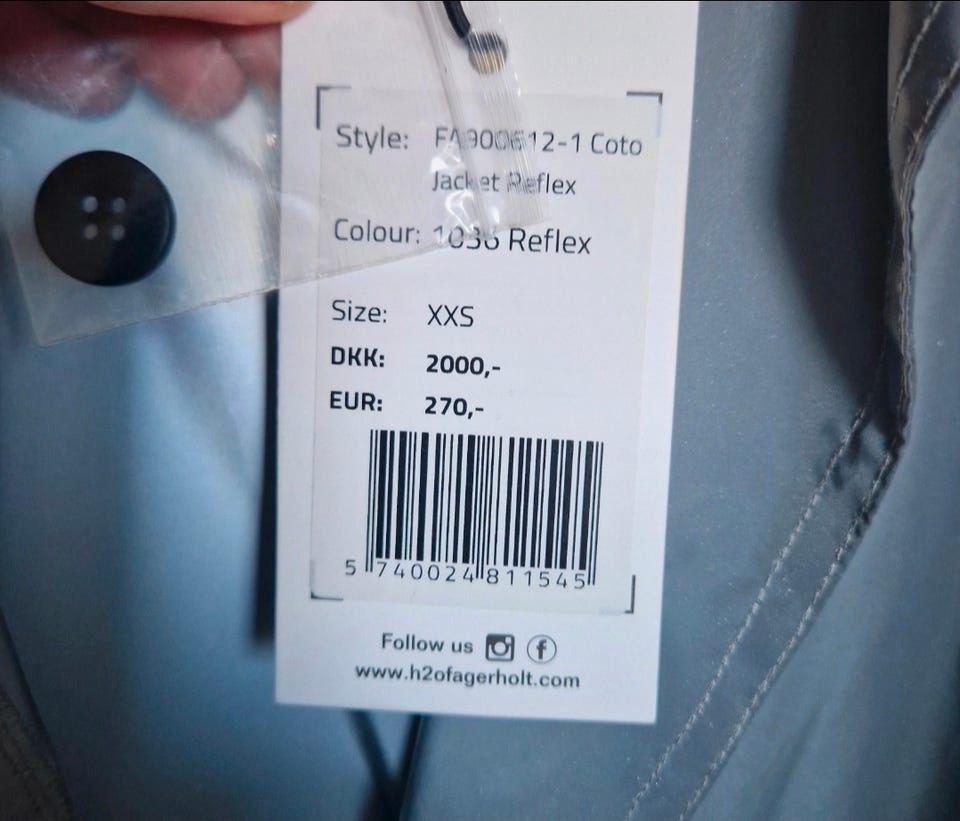 Style: FA900612-1 Coto
Jacket Reflex
Colour: 1036 Reflex
Size: XXS
DKK: 2000,-
EUR: 270,-
5 740024 811545
Follow us
www.h2ofagerholt.com